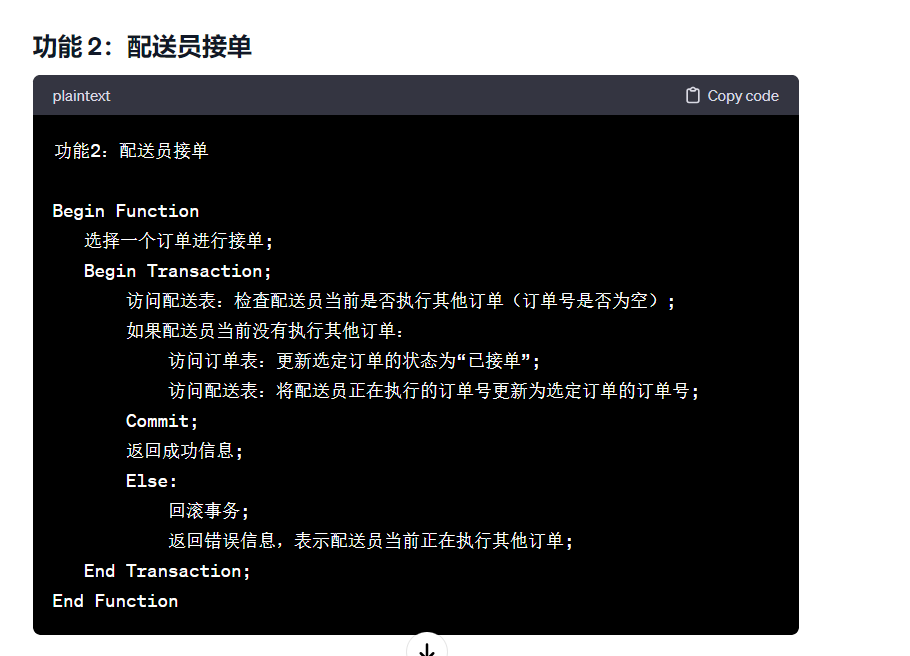 功能 2：配送员接单
plaintext
Copy code
功能2：配送员接单
Begin Function
选择一个订单进行接单；
Begin Transaction;
访问配送表：检查配送员当前是否执行其他订单（订单号是否为空）；
如果配送员当前没有执行其他订单：
访问订单表：更新选定订单的状态为“已接单”；
访问配送表：将配送员正在执行的订单号更新为选定订单的订单号；
Commit;
返回成功信息；
Else:
回滚事务；
返回错误信息，表示配送员当前正在执行其他订单；
End Transaction;
End Function